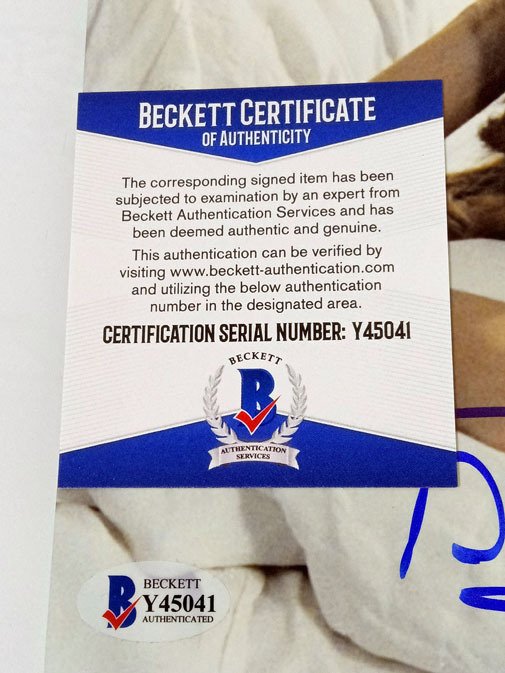 BECKETT CERTIFICATE
OF AUTHENTICITY
The corresponding signed item has been
subjected to examination by an expert from
Beckett Authentication Services and has
been deemed authentic and genuine.
This authentication can be verified by
visiting www.beckett-authentication.com
and utilizing the below authentication
number in the designated area.
CERTIFICATION SERIAL NUMBER: Y45041
BECKETT
B
AUTHENTICATION
SERVICES
B
BECKETT
Y45041
AUTHENTICATED